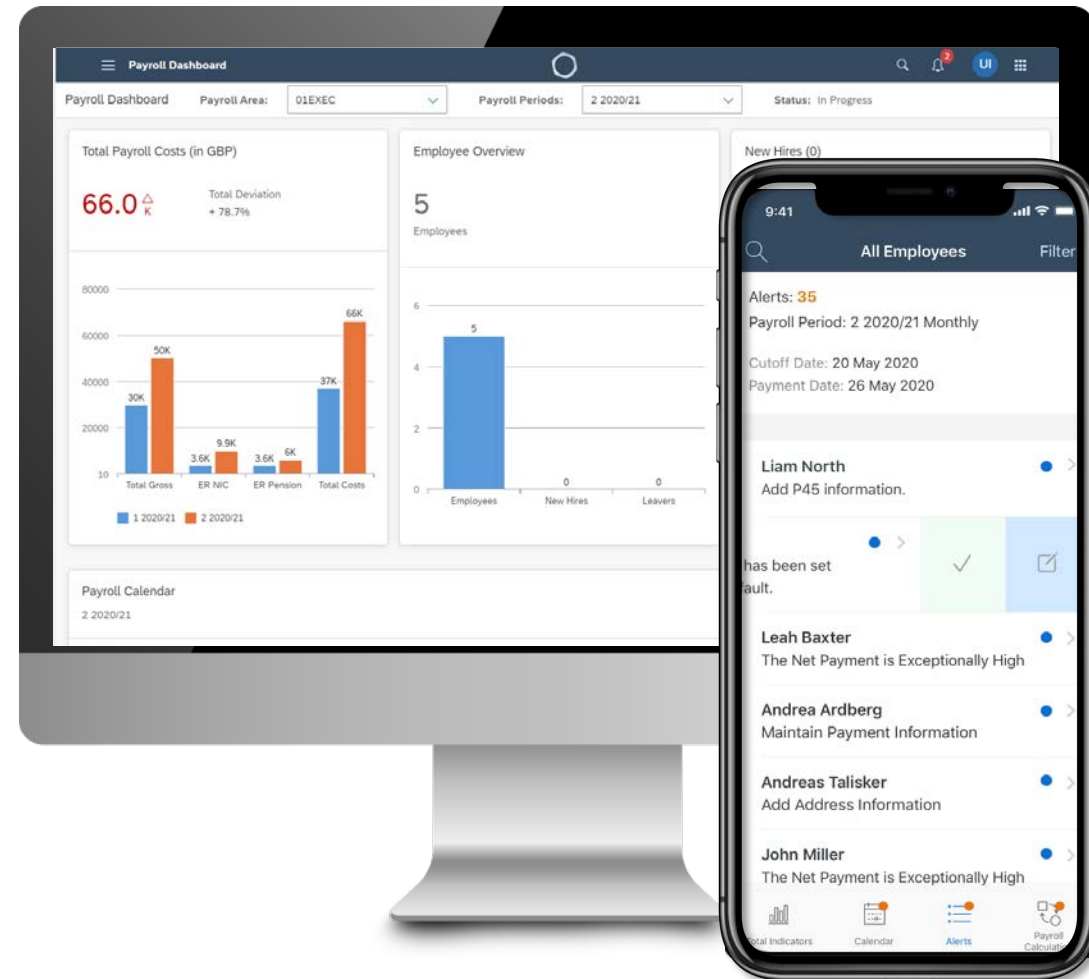 Payroll Dashboard
2
UI
Payroll Dashboard Payroll Area: 01EXEC Payroll Periods: 2 2020/21 Status: In Progress
Total Payroll Costs (in GBP)
66.0 K
Total Deviation
+ 78.7%
80000
60000
40000
20000
10
30K
50K
3.6K
9.9K
3.6K
6K
37K
66K
Total Gross ER NIC ER Pension Total Costs
1 2020/21 2 2020/21
Employee Overview
5
Employees
6
4
2
0
5
0
0
Employees New Hires Leavers
New Hires (0)
Payroll Calendar
2 2020/21
9:41
All Employees Filter
Alerts: 35
Payroll Period: 2 2020/21 Monthly
Cutoff Date: 20 May 2020
Payment Date: 26 May 2020
Liam North
Add P45 information.
has been set
fault.
Leah Baxter
The Net Payment is Exceptionally High
Andrea Ardberg
Maintain Payment Information
Andreas Talisker
Add Address Information
John Miller
The Net Payment is Exceptionally High
Total Indicators Calendar Alerts Payroll
Calculation